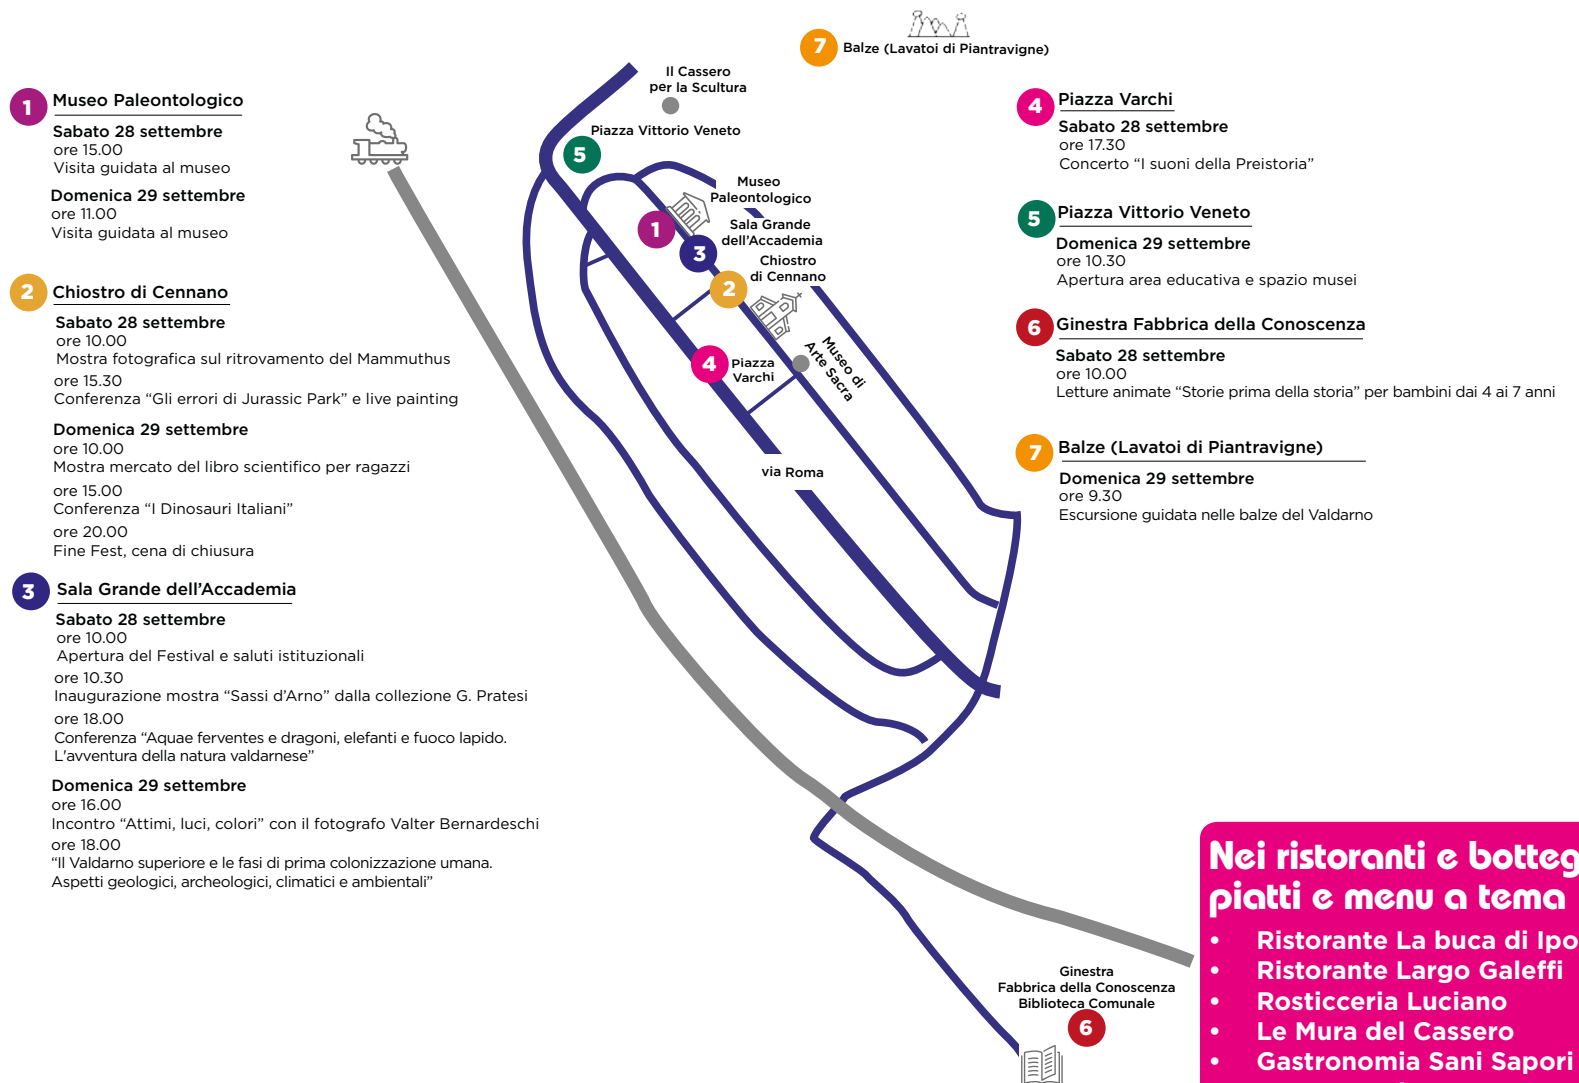 1
Museo Paleontologico
Sabato 28 settembre
ore 15.00
Visita guidata al museo
Domenica 29 settembre
ore 11.00
Visita guidata al museo
2
Chiostro di Cennano
Sabato 28 settembre
ore 10.00
Mostra fotografica sul ritrovamento del Mammuthus
ore 15.30
Conferenza “Gli errori di Jurassic Park” e live painting
Domenica 29 settembre
ore 10.00
Mostra mercato del libro scientifico per ragazzi
ore 15.00
Conferenza “I Dinosauri Italiani”
ore 20.00
Fine Fest, cena di chiusura
3
Sala Grande dell’Accademia
Sabato 28 settembre
ore 10.00
Apertura del Festival e saluti istituzionali
ore 10.30
Inaugurazione mostra “Sassi d’Arno” dalla collezione G. Pratesi
ore 18.00
Conferenza “Aquae ferventes e dragoni, elefanti e fuoco lapido.
L'avventura della natura valdarnese”
Domenica 29 settembre
ore 16.00
Incontro “Attimi, luci, colori” con il fotografo Valter Bernardeschi
ore 18.00
“Il Valdarno superiore e le fasi di prima colonizzazione umana.
Aspetti geologici, archeologici, climatici e ambientali”
7
Balze (Lavatoi di Piantravigne)
Il Cassero
per la Scultura
Piazza Vittorio Veneto
5
Museo
Paleontologico
1
Sala Grande
dell’Accademia
3
Chiostro
di Cennano
2
4
Piazza
Varchi
Museo di
Arte Sacra
via Roma
Ginestra
Fabbrica della Conoscenza
Biblioteca Comunale
6
4
Piazza Varchi
Sabato 28 settembre
ore 17.30
Concerto “I suoni della Preistoria”
5
Piazza Vittorio Veneto
Domenica 29 settembre
ore 10.30
Apertura area educativa e spazio musei
6
Ginestra Fabbrica della Conoscenza
Sabato 28 settembre
ore 10.00
Letture animate “Storie prima della storia” per bambini dai 4 ai 7 anni
7
Balze (Lavatoi di Piantravigne)
Domenica 29 settembre
ore 9.30
Escursione guidata nelle balze del Valdarno
Nei ristoranti e botteg
piatti e menu a tema
• Ristorante La buca di Ipo
• Ristorante Largo Galeffi
• Rosticceria Luciano
• Le Mura del Cassero
• Gastronomia Sani Sapori